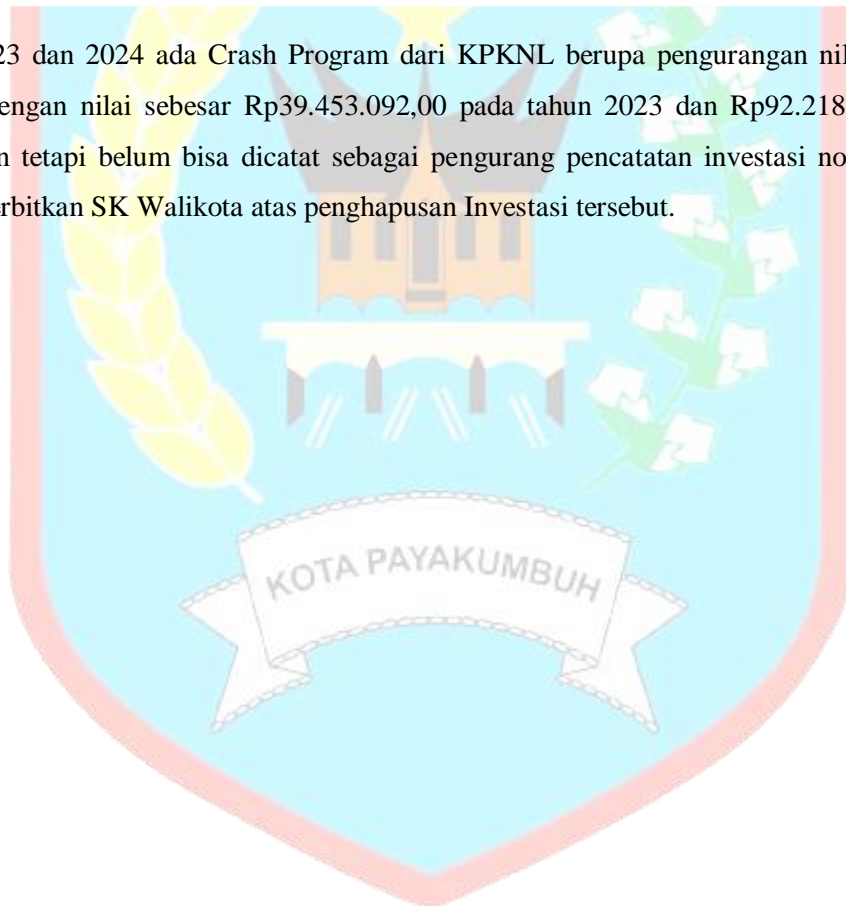 23 dan 2024 ada Crash Program dari KPKNL berupa pengurangan nil
engan nilai sebesar Rp39.453.092,00 pada tahun 2023 dan Rp92.218
n tetapi belum bisa dicatat sebagai pengurang pencatatan investasi no
erbitkan SK Walikota atas penghapusan Investasi tersebut.
KOTA PAYAKUMBUH